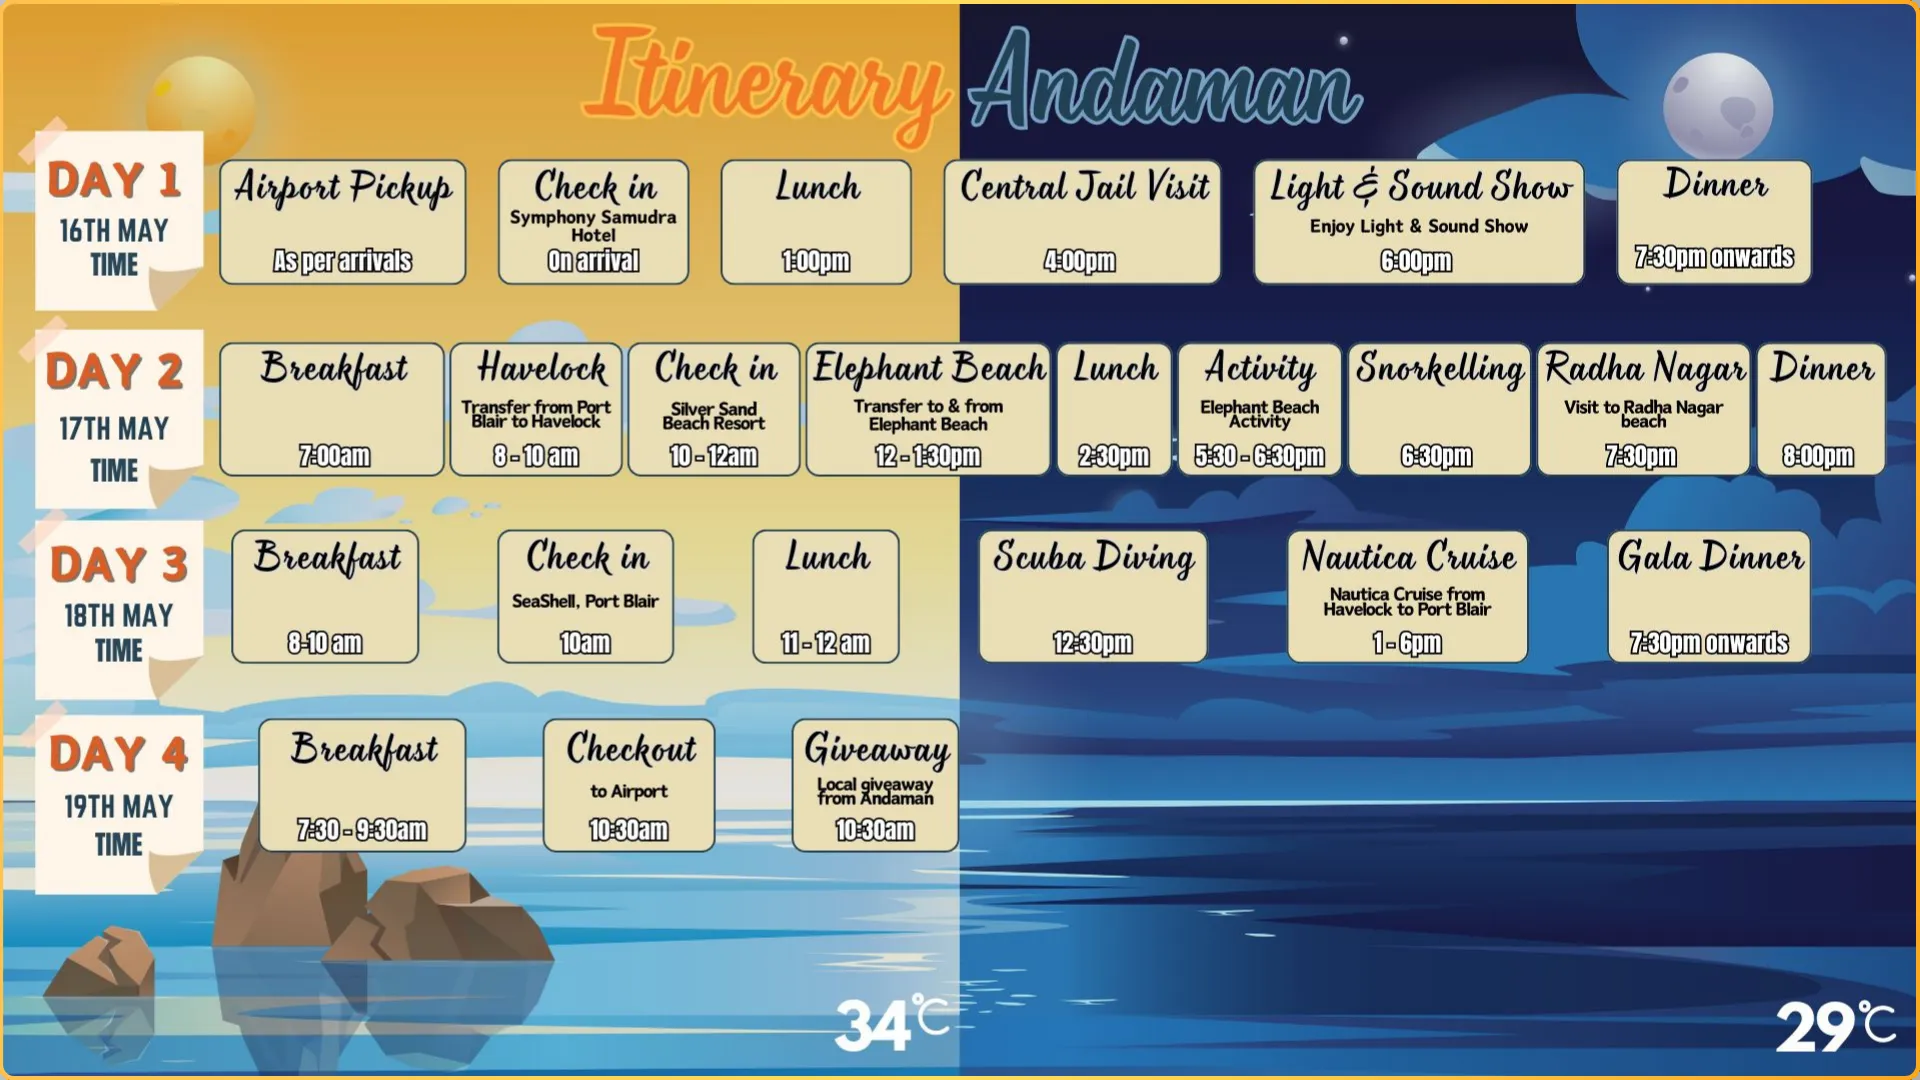 Itinerary Andaman
DAY 1
16TH MAY
TIME
Airport Pickup
As per arrivals
Check in
Symphony Samudra
Hotel
On arrival
Lunch
1:00pm
Central Jail Visit
4:00pm
Light & Sound Show
Enjoy Light & Sound Show
6:00pm
Dinner
7:30pm onwards
DAY 2
17TH MAY
TIME
Breakfast
7:00am
Havelock
Transfer from Port
Blair to Havelock
8 - 10 am
Check in
Silver Sand
Beach Resort
10 - 12am
Elephant Beach
Transfer to & from
Elephant Beach
12 - 1:30pm
Lunch
2:30pm
Activity
Elephant Beach
Activity
5:30 - 6:30pm
Snorkelling
6:30pm
Radha Nagar
Visit to Radha Nagar
beach
7:30pm
Dinner
8:00pm
DAY 3
18TH MAY
TIME
Breakfast
8-10 am
Check in
SeaShell, Port Blair
10am
Lunch
11 - 12 am
Scuba Diving
12:30pm
Nautica Cruise
Nautica Cruise from
Havelock to Port Blair
1 - 6pm
Gala Dinner
7:30pm onwards
DAY 4
19TH MAY
TIME
Breakfast
7:30 - 9:30am
Checkout
to Airport
10:30am
Giveaway
Local giveaway
from Andaman
10:30am
34°C
29°C